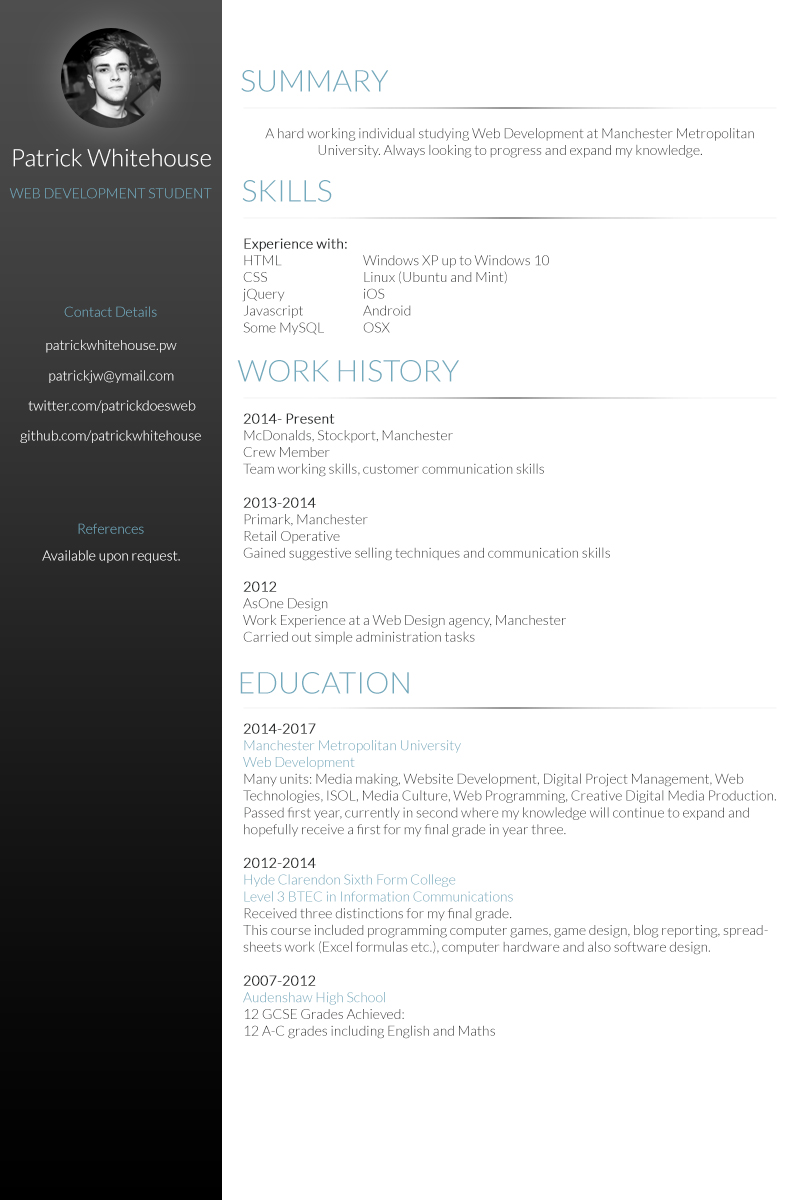 Patrick Whitehouse
WEB DEVELOPMENT STUDENT
Contact Details
patrickwhitehouse.pw
patrickjw@ymail.com
twitter.com/patrickdoesweb
github.com/patrickwhitehouse
References
Available upon request.
SUMMARY
A hard working individual studying Web Development at Manchester Metropolitan
University. Always looking to progress and expand my knowledge.
SKILLS
Experience with:
HTML Windows XP up to Windows 10
CSS Linux (Ubuntu and Mint)
jQuery iOS
Javascript Android
Some MySQL OSX
WORK HISTORY
2014- Present
McDonalds, Stockport, Manchester
Crew Member
Team working skills, customer communication skills
2013-2014
Primark, Manchester
Retail Operative
Gained suggestive selling techniques and communication skills
2012
AsOne Design
Work Experience at a Web Design agency, Manchester
Carried out simple administration tasks
EDUCATION
2014-2017
Manchester Metropolitan University
Web Development
Many units: Media making, Website Development, Digital Project Management, Web
Technologies, ISOL, Media Culture, Web Programming, Creative Digital Media Production.
Passed first year, currently in second where my knowledge will continue to expand and
hopefully receive a first for my final grade in year three.
2012-2014
Hyde Clarendon Sixth Form College
Level 3 BTEC in Information Communications
Received three distinctions for my final grade.
This course included programming computer games, game design, blog reporting, spread-
sheets work (Excel formulas etc.), computer hardware and also software design.
2007-2012
Audenshaw High School
12 GCSE Grades Achieved:
12 A-C grades including English and Maths